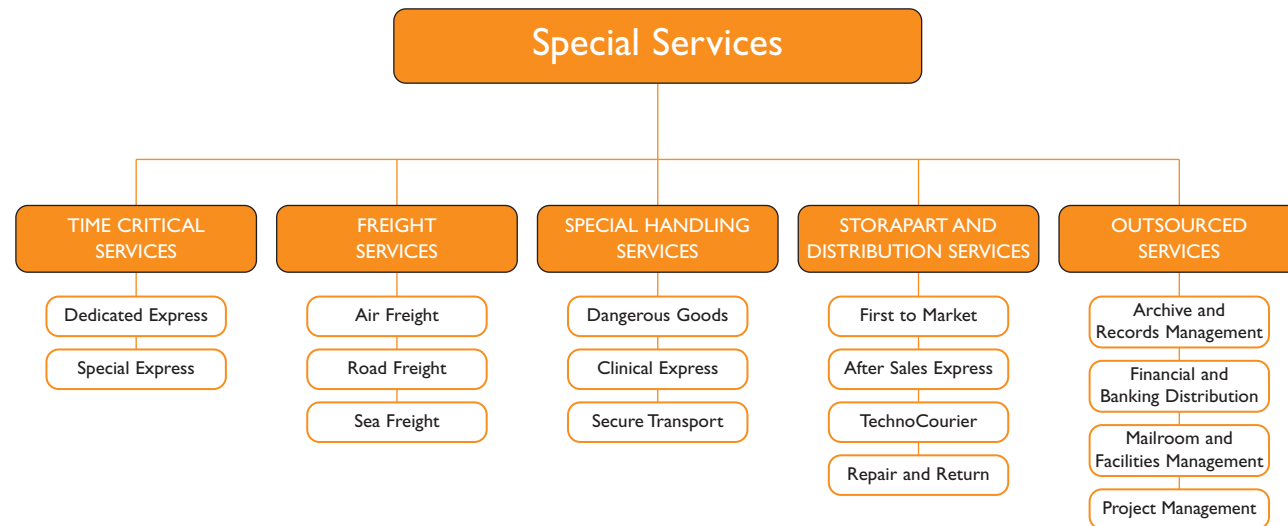 Special Services
TIME CRITICAL
SERVICES
Dedicated Express
Special Express
FREIGHT
SERVICES
Air Freight
Road Freight
Sea Freight
SPECIAL HANDLING
SERVICES
Dangerous Goods
Clinical Express
Secure Transport
STORAPART AND
DISTRIBUTION SERVICES
First to Market
After Sales Express
TechnoCourier
Repair and Return
OUTSOURCED
SERVICES
Archive and
Records Management
Financial and
Banking Distribution
Mailroom and
Facilities Management
Project Management